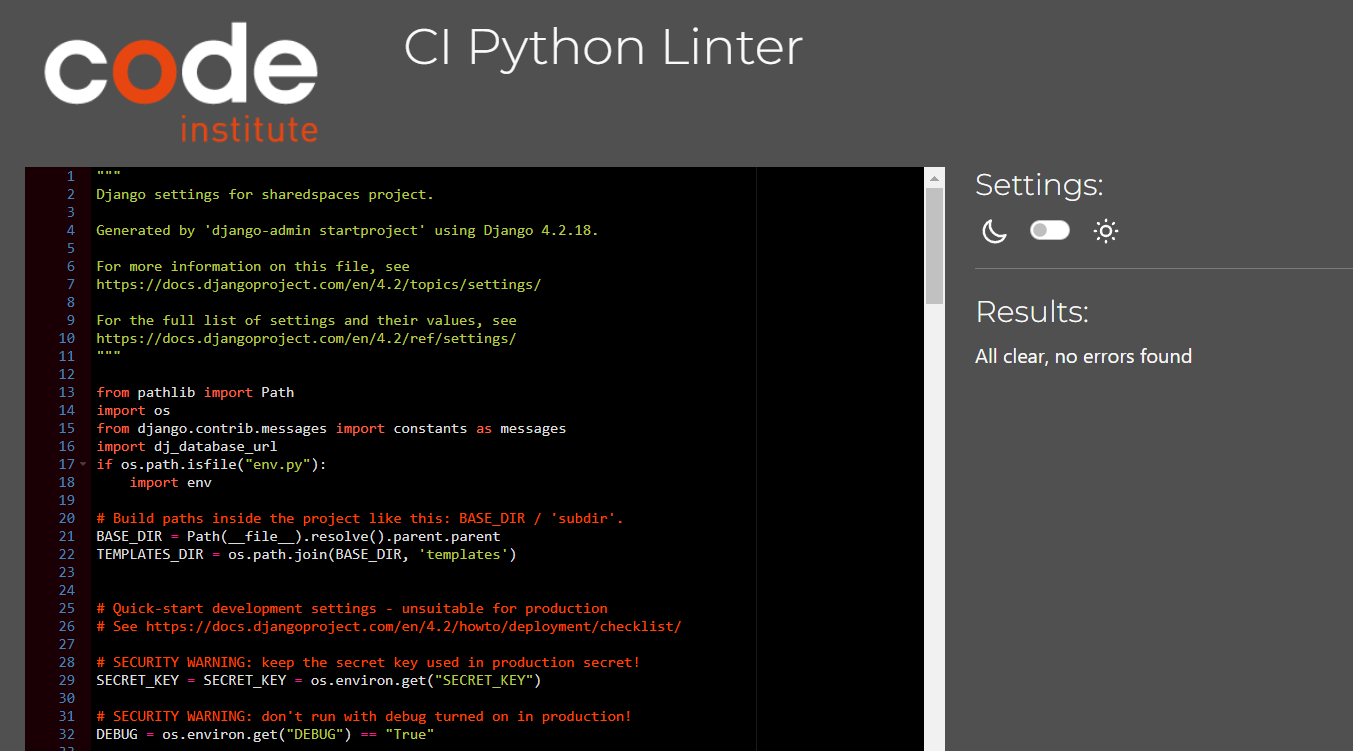 code
institute
CI Python Linter
1 """
2 Django settings for sharedspaces project.
3
4 Generated by 'django-admin startproject' using Django 4.2.18.
5
6 For more information on this file, see
7 https://docs.djangoproject.com/en/4.2/topics/settings/
8
9 For the full list of settings and their values, see
10 https://docs.djangoproject.com/en/4.2/ref/settings/
11 """
12
13 from pathlib import Path
14 import os
15 from django.contrib.messages import constants as messages
16 import dj_database_url
17 if os.path.isfile("env.py"):
18     import env
19
20 # Build paths inside the project like this: BASE_DIR / 'subdir'.
21 BASE_DIR = Path(__file__).resolve().parent.parent
22 TEMPLATES_DIR = os.path.join(BASE_DIR, 'templates')
23
24
25 # Quick-start development settings - unsuitable for production
26 # See https://docs.djangoproject.com/en/4.2/howto/deployment/checklist/
27
28 # SECURITY WARNING: keep the secret key used in production secret!
29 SECRET_KEY = SECRET_KEY = os.environ.get("SECRET_KEY")
30
31 # SECURITY WARNING: don't run with debug turned on in production!
32 DEBUG = os.environ.get("DEBUG") == "True"
Settings:
Results:
All clear, no errors found